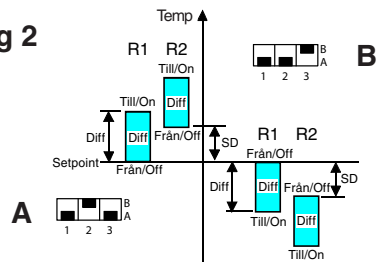 g 2
Temp
R1 R2
B
A
1 2 3
B
Till/On
Till/On
Diff
Diff
Diff
Från/Off
SD
Setpoint
Från/Off
R1 R2
Från/Off
Diff
Diff
Från/Off
SD
Till/On
Diff
Till/On
A
B
A
1 2 3